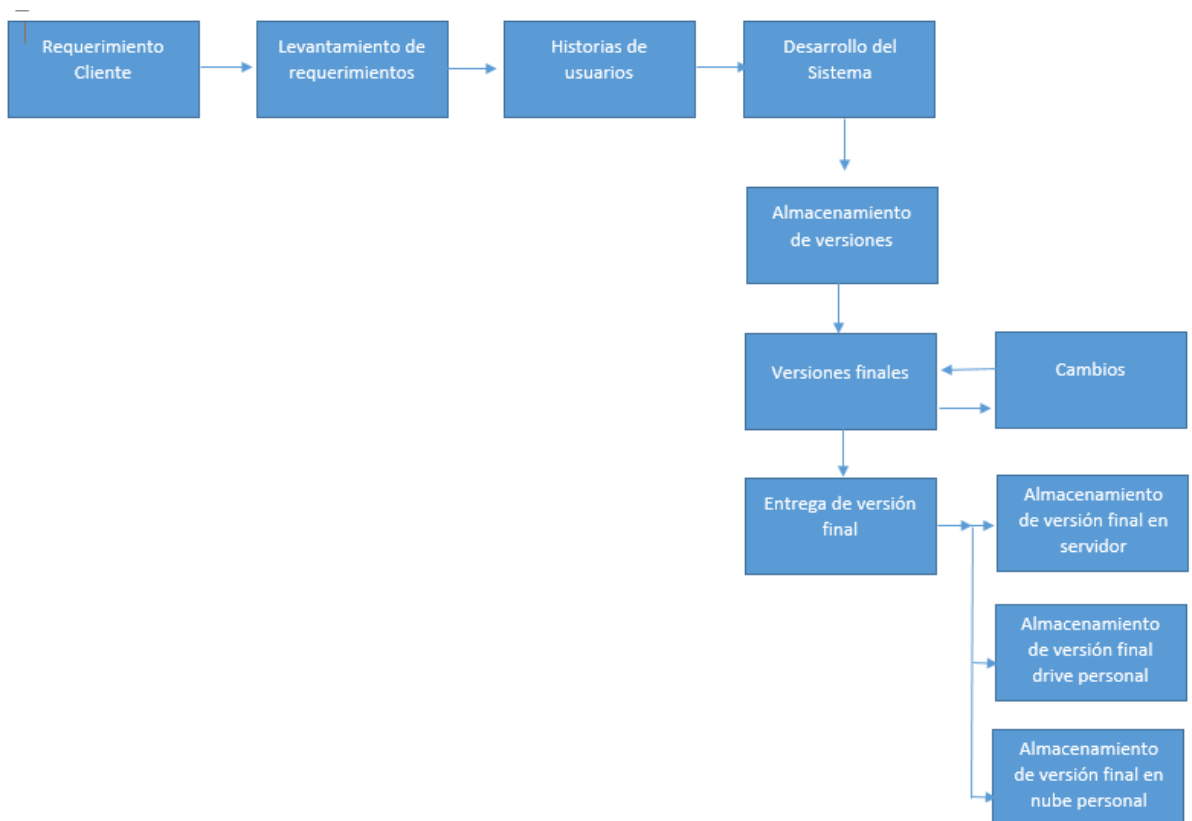 Requerimiento
Cliente
Levantamiento de
requerimientos
Historias de
usuarios
Desarrollo del
Sistema
Almacenamiento
de versiones
Versiones finales
Cambios
Entrega de versión
final
Almacenamiento
de versión final en
servidor
Almacenamiento
de versión final
drive personal
Almacenamiento
de versión final en
nube personal